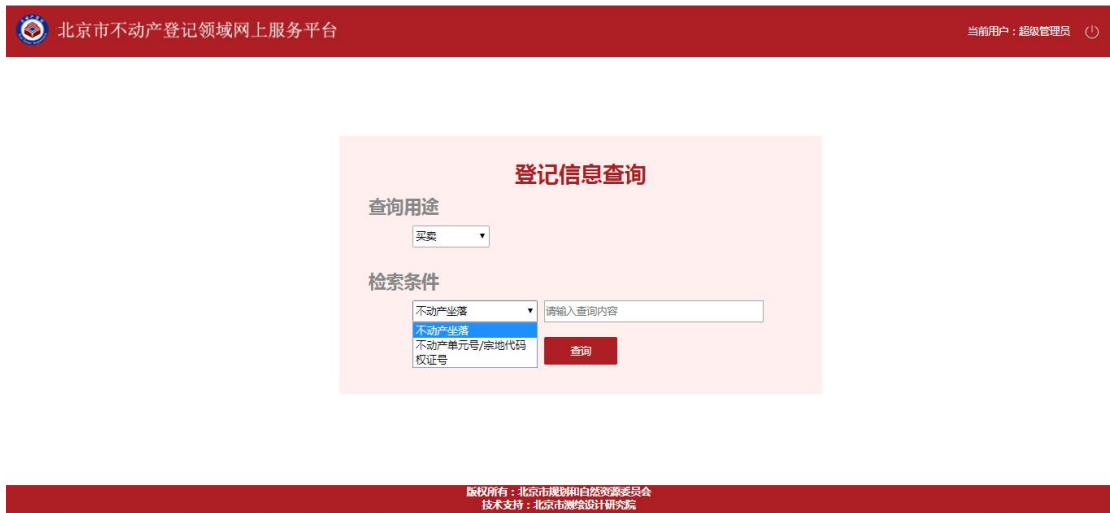 北京市不动产登记领域网上服务平台
当前用户：超级管理员
登记信息查询
查询用途
买卖
检索条件
不动产坐落 请输入查询内容
不动产坐落
不动产单元号/宗地代码
权证号
查询
版权所有：北京市规划和自然资源委员会
技术支持：北京市测绘设计研究院